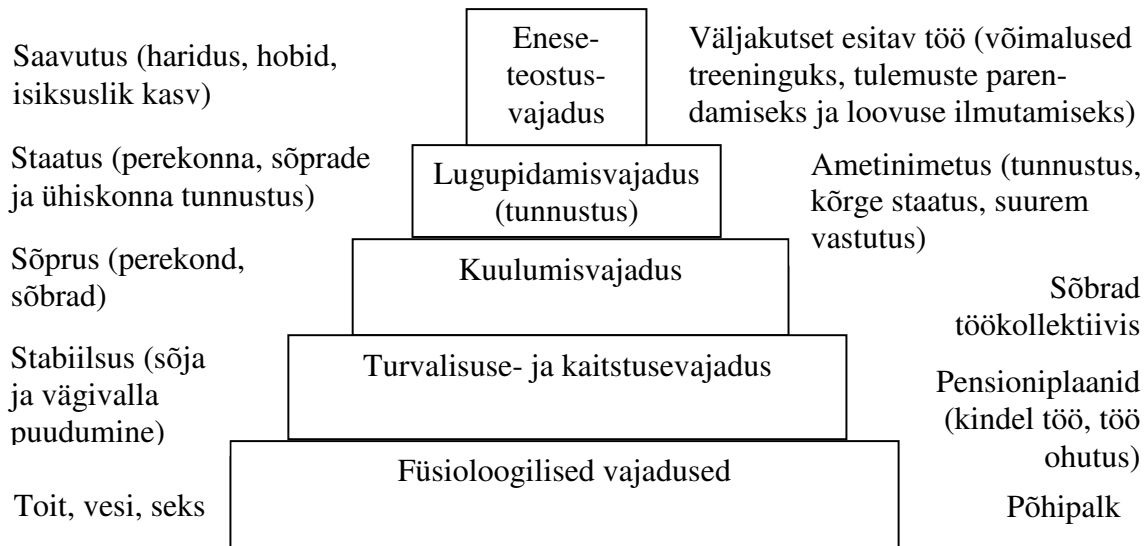 Saavutus (haridus, hobid,
isiksuslik kasv)
Enese-
teostus-
vajadus
Väljakutset esitav töö (võimalused
treeninguks, tulemuste paren-
damiseks ja loovuse ilmutamiseks)
Staatus (perekonna, sõprade
ja ühiskonna tunnustus)
Lugupidamisvajadus
(tunnustus)
Ametinimetus (tunnustus,
kõrge staatus, suurem
vastutus)
Sõprus (perekond,
sõbrad)
Kuulumisvajadus
Sõbrad
töökollektiivis
Stabiilsus (sõja
ja vägivalla
puudumine)
Turvalisuse- ja kaitstusevajadus
Pensioniplaanid
(kindel töö, töö
ohutus)
Toit, vesi, seks
Füsioloogilised vajadused
Põhipalk